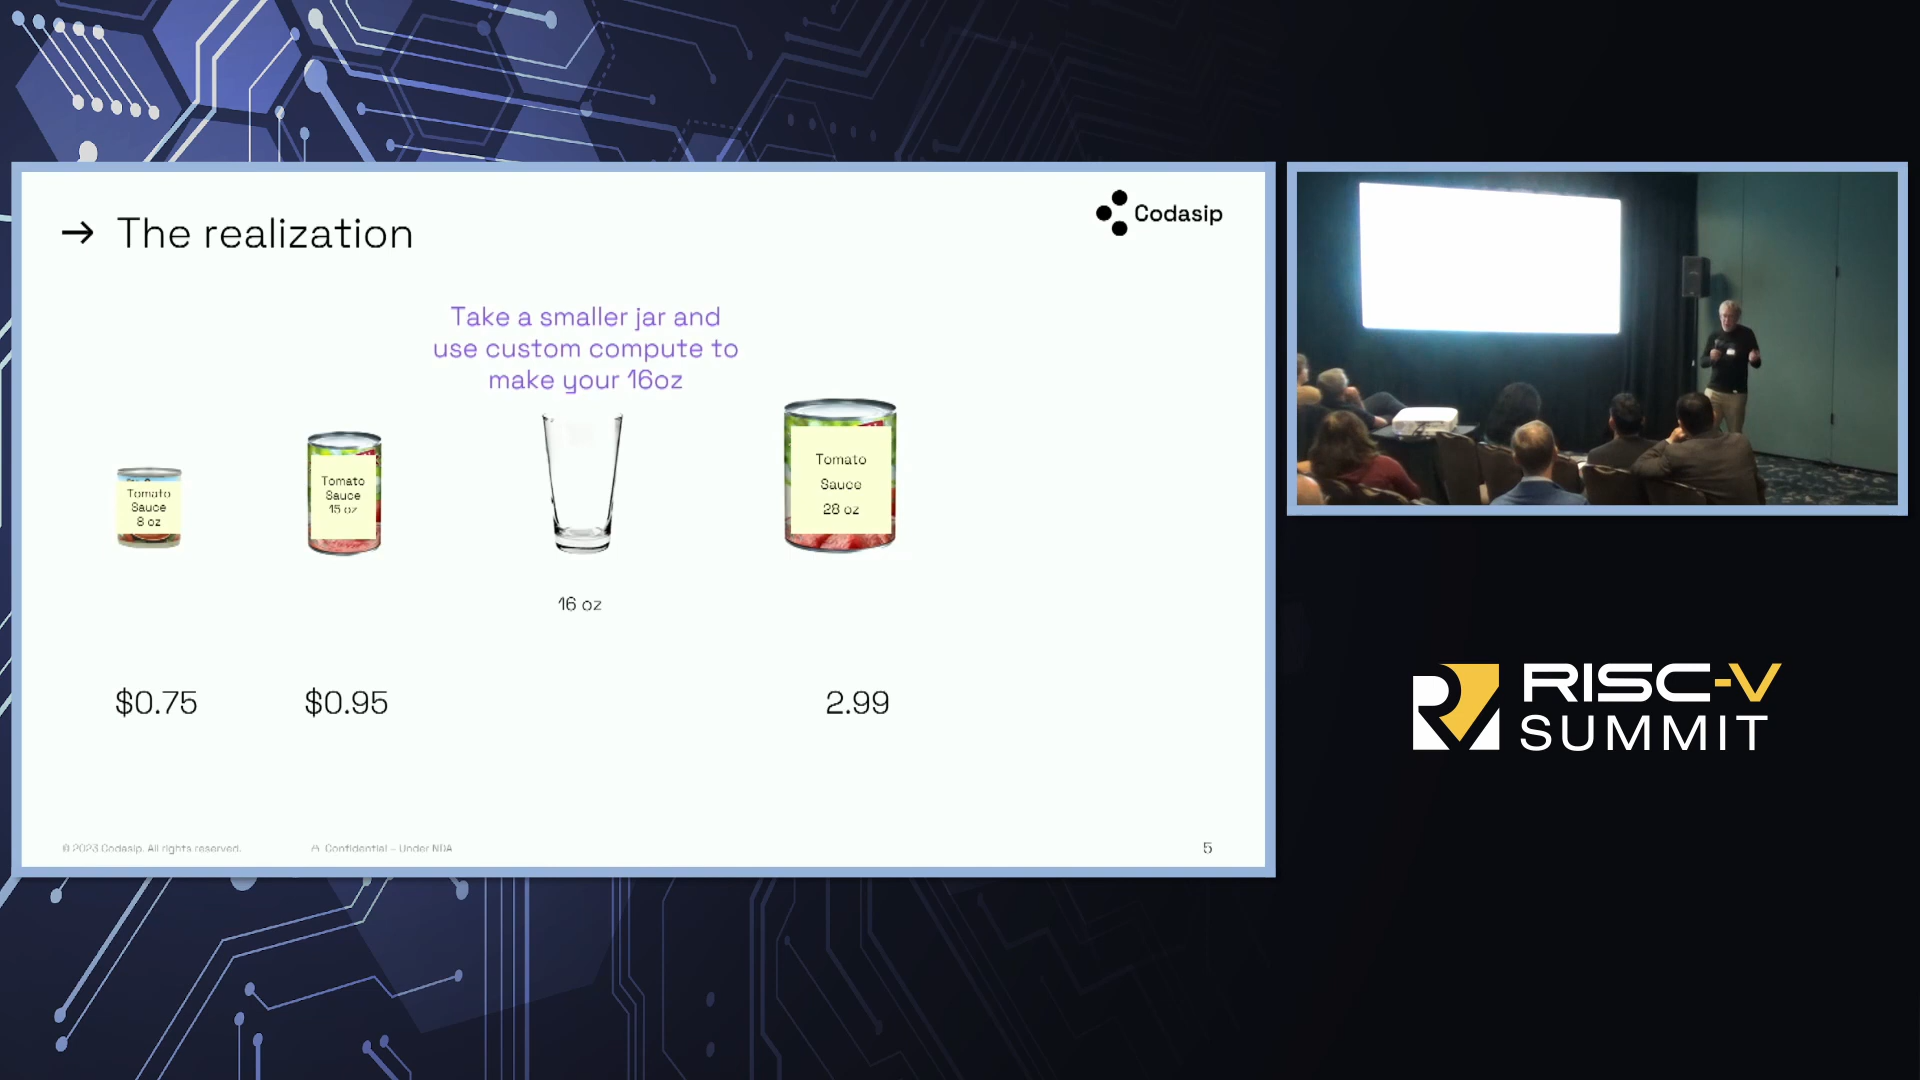 → The realization
Codasip
Take a smaller jar and
use custom compute to
make your 16oz
Tomato
Sauce
8 oz
Tomato
Sauce
15 oz
16 oz
Tomato
Sauce
28 oz
$0.75
$0.95
2.99
© 2023 Codasip. All rights reserved.
Confidential – Under NDA
5
RISC-V
SUMMIT